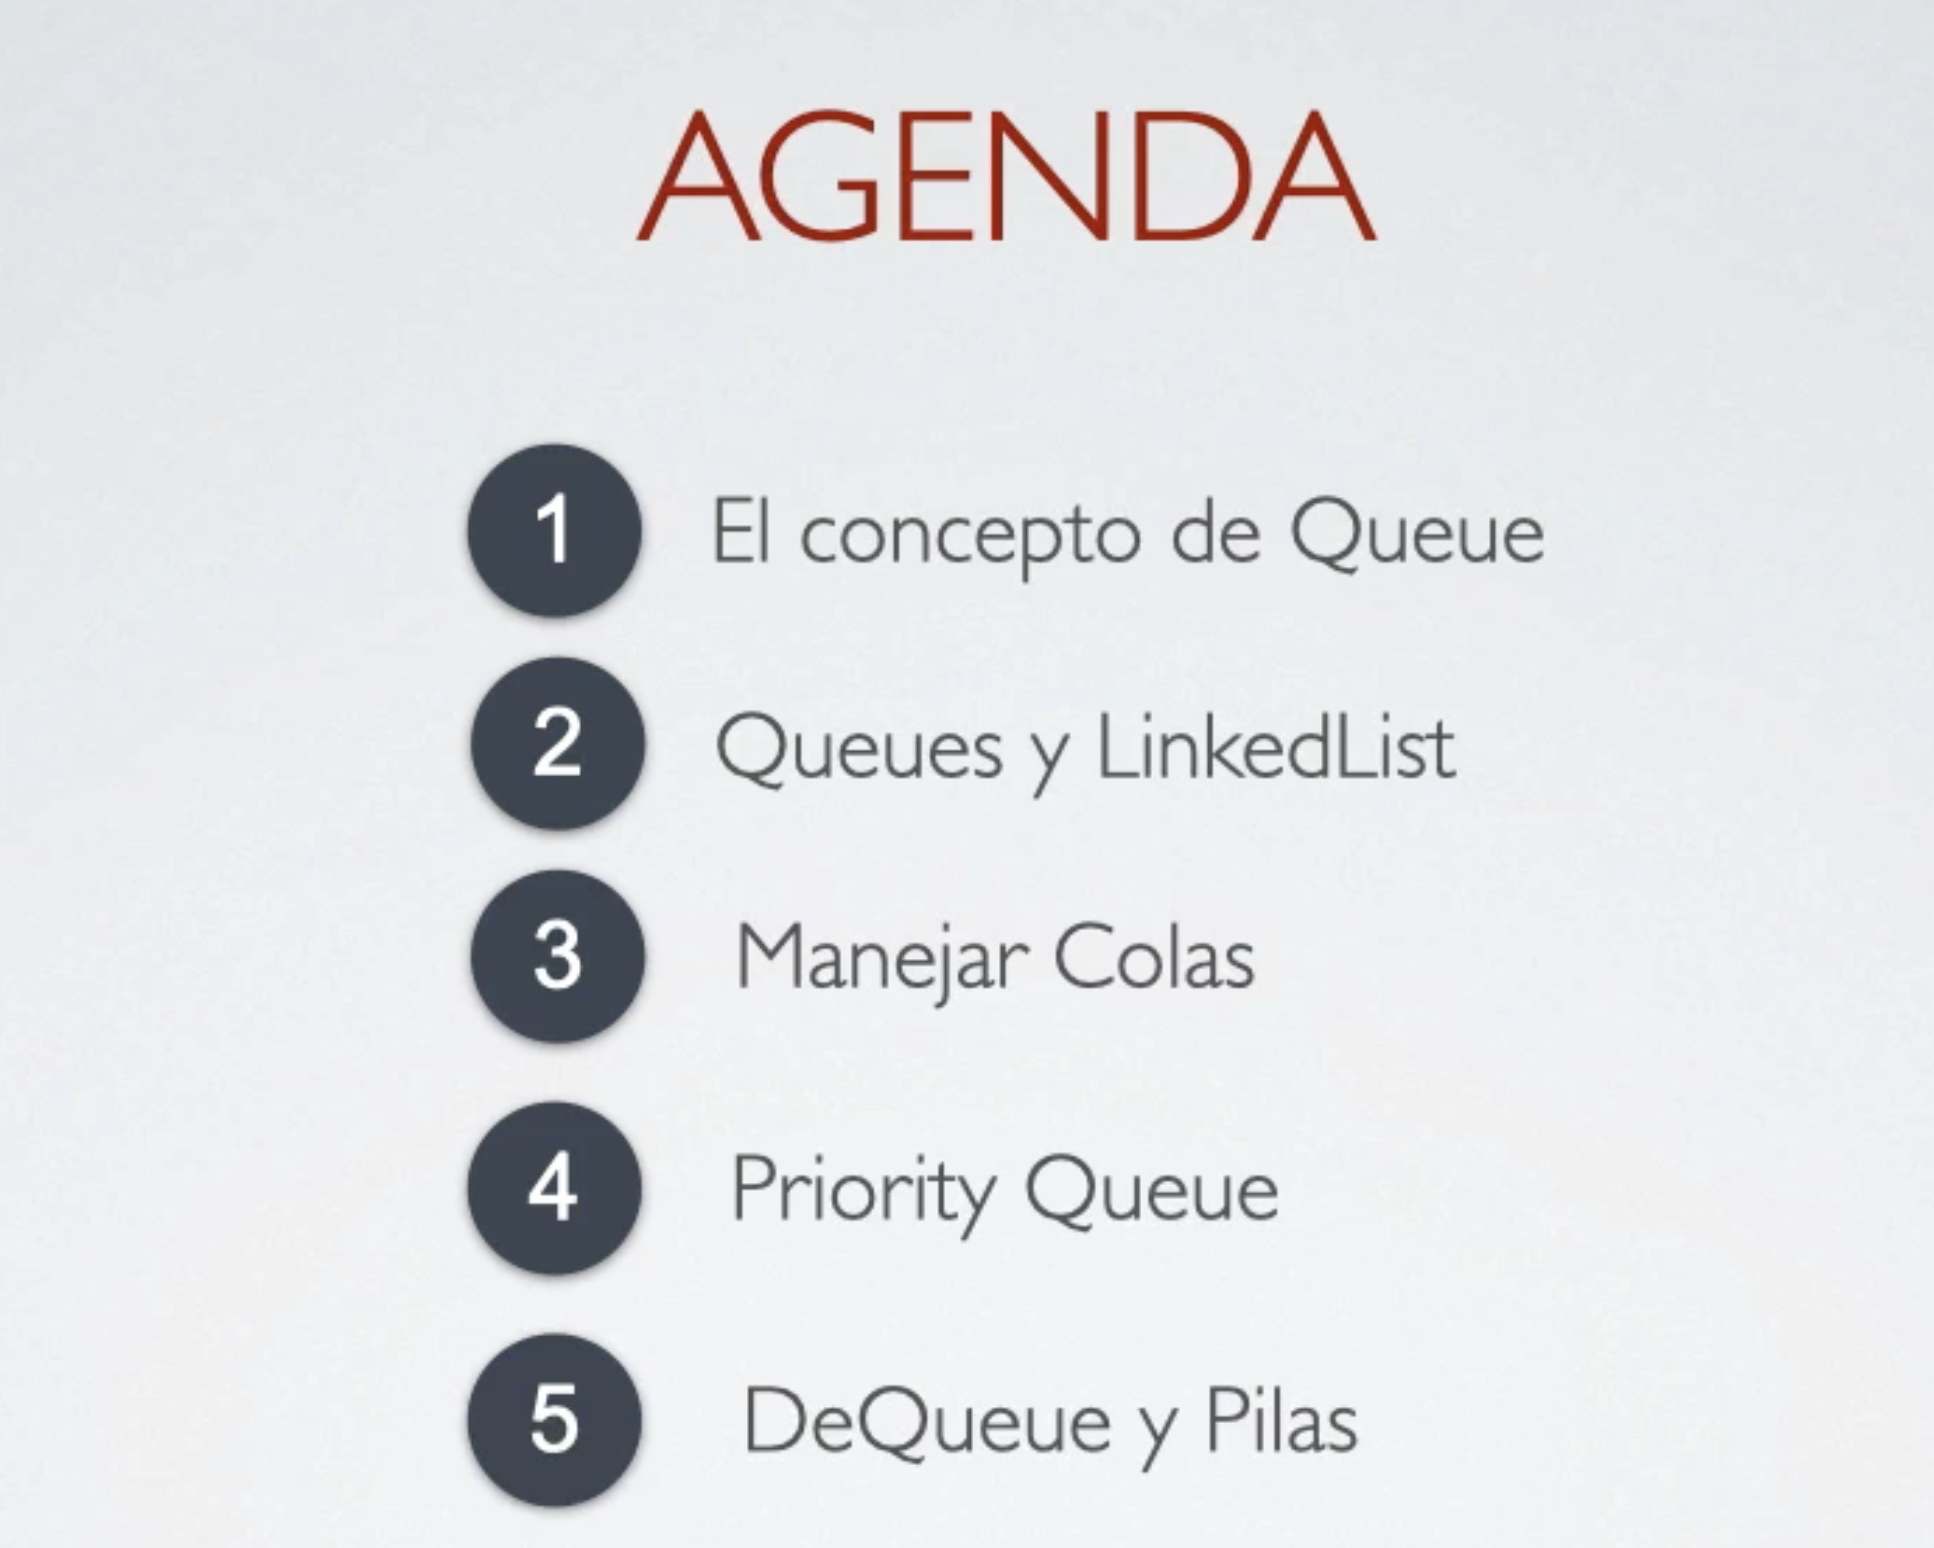 AGENDA
1 El concepto de Queue
2 Queues y LinkedList
3 Manejar Colas
4 Priority Queue
5 DeQueue y Pilas